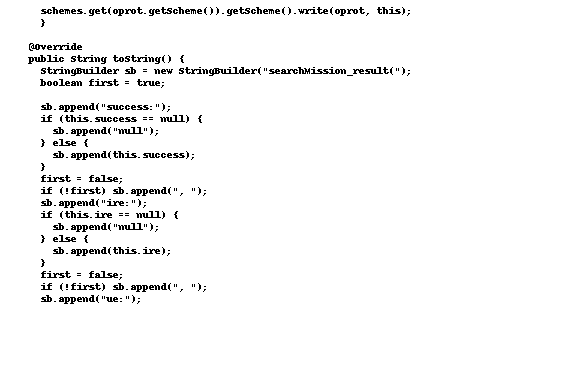 schemes.get(oprot.getScheme()).getScheme().write(oprot, this);
}

@Override
public String toString() {
StringBuilder sb = new StringBuilder("searchMission_result(");
boolean first = true;

sb.append("success:");
if (this.success == null) {
sb.append("null");
} else {
sb.append(this.success);
}
first = false;
if (!first) sb.append(", ");
sb.append("ire:");
if (this.ire == null) {
sb.append("null");
} else {
sb.append(this.ire);
}
first = false;
if (!first) sb.append(", ");
sb.append("ue:");